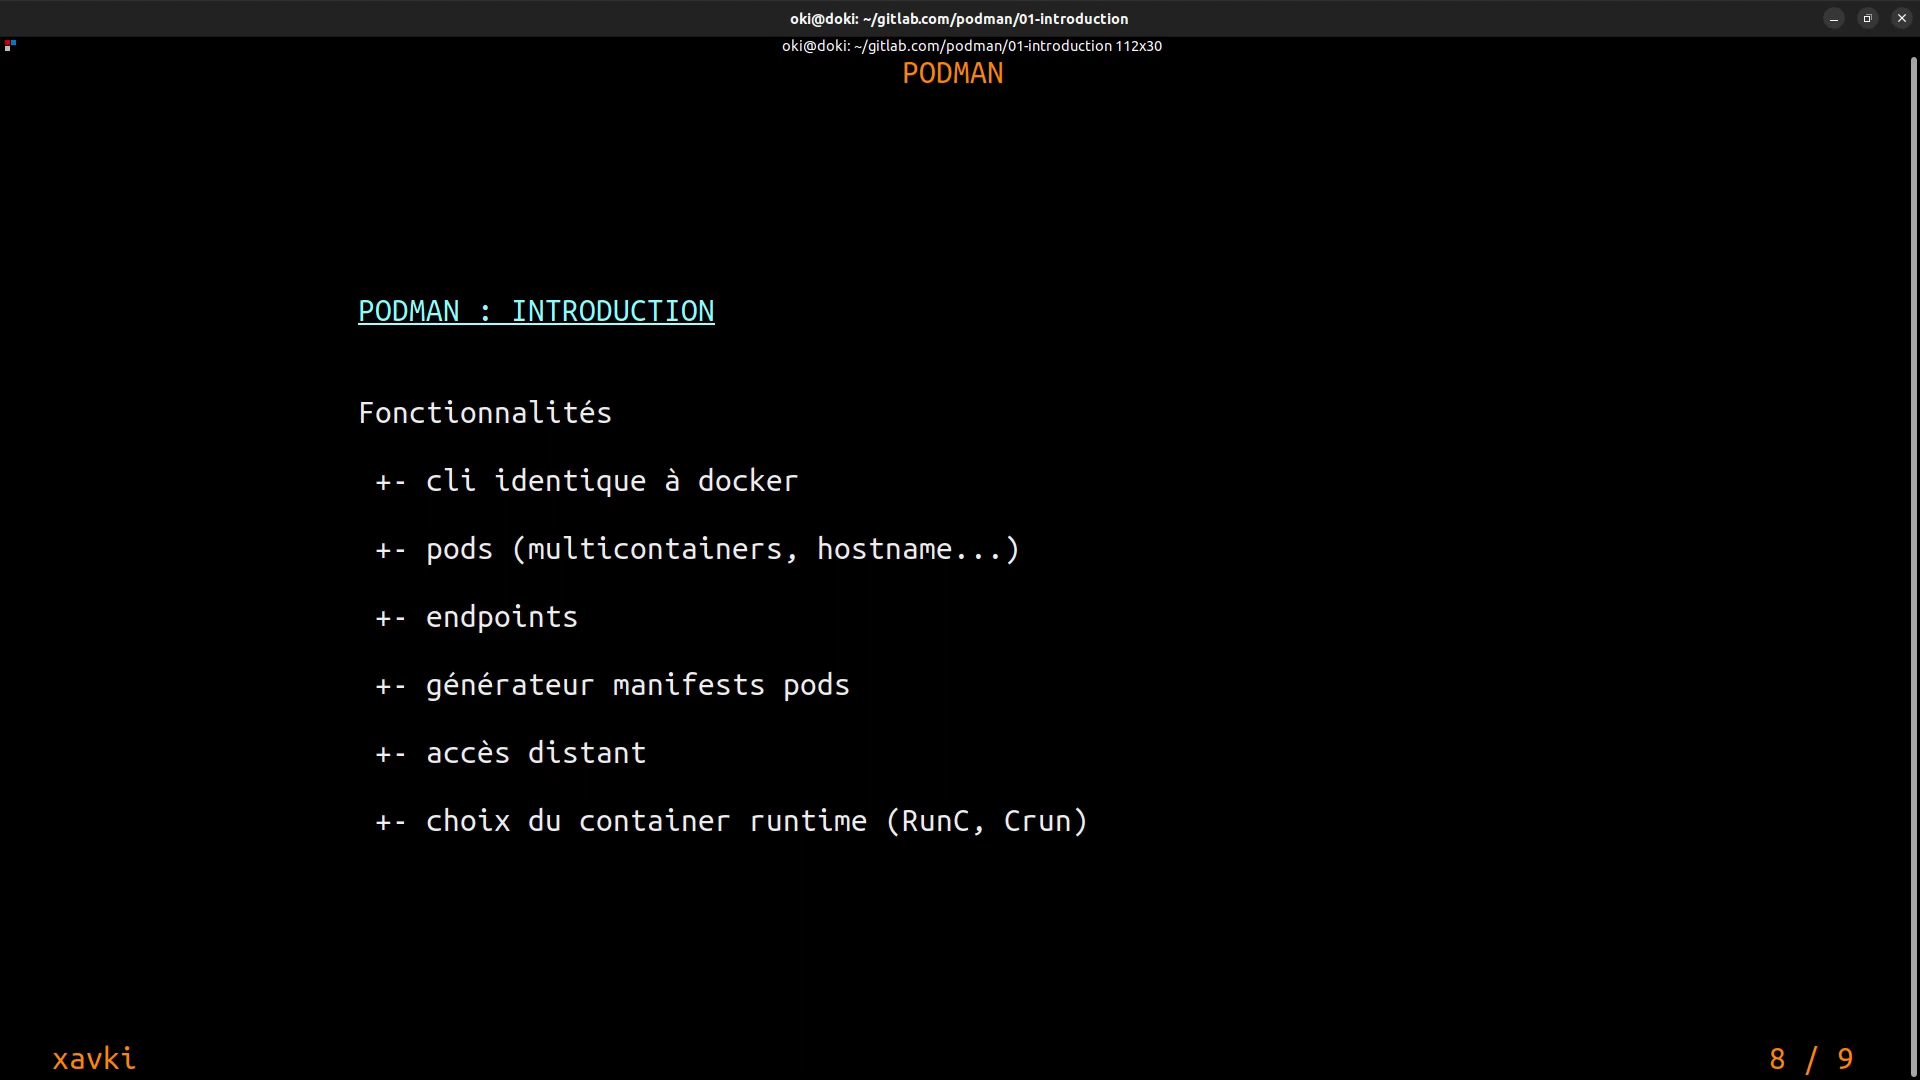 oki@doki: ~/gitlab.com/podman/01-introduction
oki@doki: ~/gitlab.com/podman/01-introduction 112x30
PODMAN
PODMAN : INTRODUCTION
Fonctionnalités
+- cli identique à docker
+- pods (multicontainers, hostname...)
+- endpoints
+- générateur manifests pods
+- accès distant
+- choix du container runtime (RunC, Crun)
xavki
8 / 9